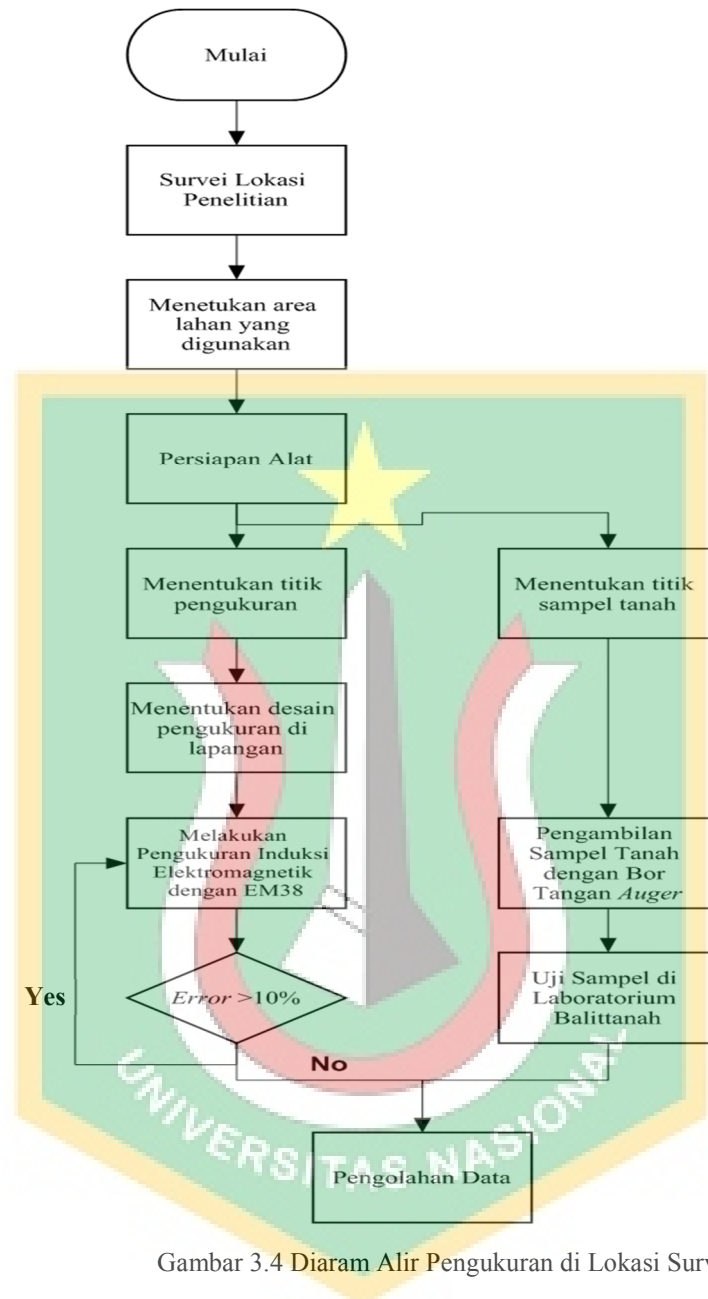 Mulai
Survei Lokasi
Penelitian
Menetukan area
lahan yang
digunakan
Persiapan Alat
Menentukan titik
pengukuran
Menentukan titik
sampel tanah
Menentukan desain
pengukuran di
lapangan
Melakukan
Pengukuran Induksi
Elektromagnetik
dengan EM38
Pengambilan
Sampel Tanah
dengan Bor
Tangan Auger
Yes
Error >10%
Uji Sampel di
Laboratorium
Balittanah
No
UNIVERSITAS NASIONAL
Pengolahan Data
Gambar 3.4 Diaram Alir Pengukuran di Lokasi